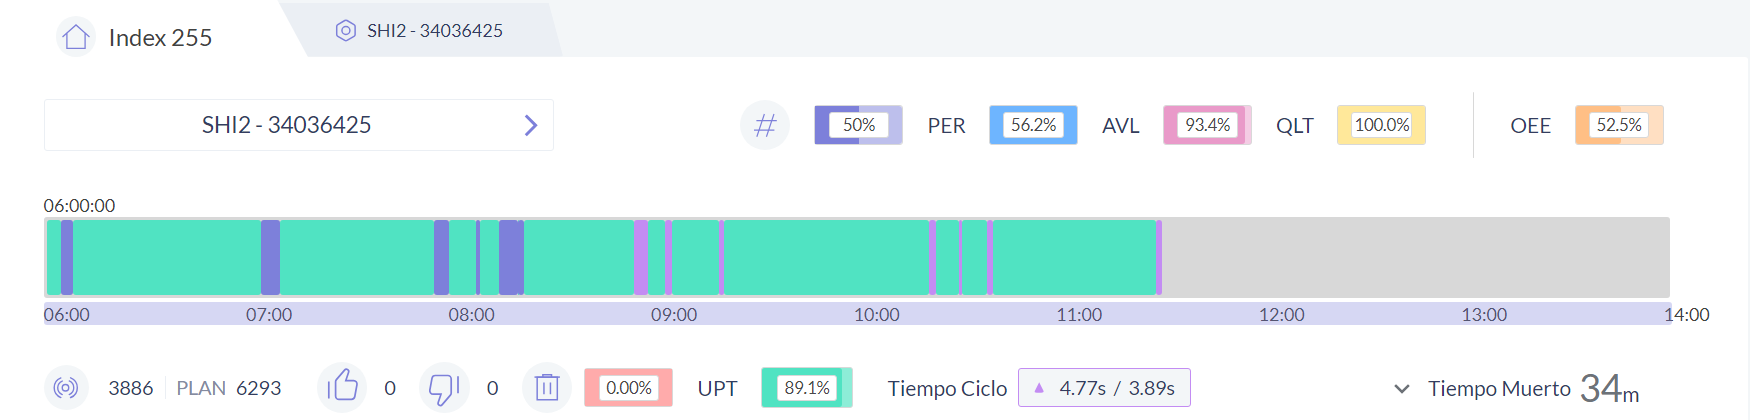 Index 255
SHI2 - 34036425
SHI2 - 34036425
50% PER 56.2% AVL 93.4% QLT 100.0% OEE 52.5%
06:00:00
06:00 07:00 08:00 09:00 10:00 11:00 12:00 13:00 14:00
3886 PLAN 6293 0 0 0.00% UPT 89.1% Tiempo Ciclo 4.77s / 3.89s Tiempo Muerto 34m